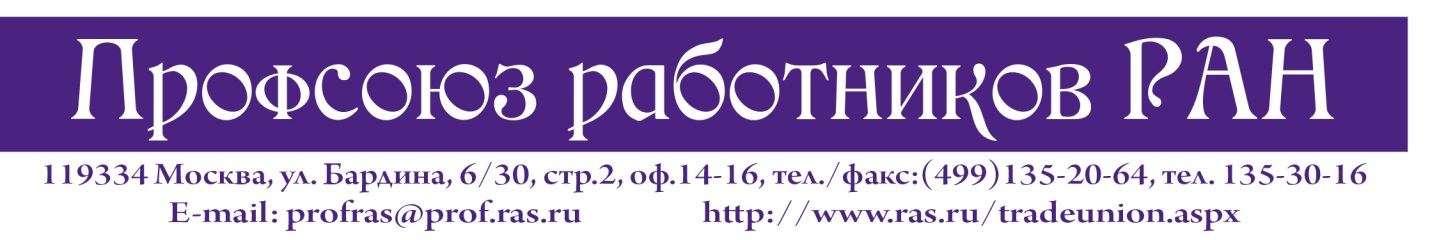 Профсоюз работников РАН
119334 Москва, ул. Бардина, 6/30, стр.2, оф.14-16, тел./факс:(499)135-20-64, тел. 135-30-16
E-mail: profras@prof.ras.ru http://www.ras.ru/tradeunion.aspx